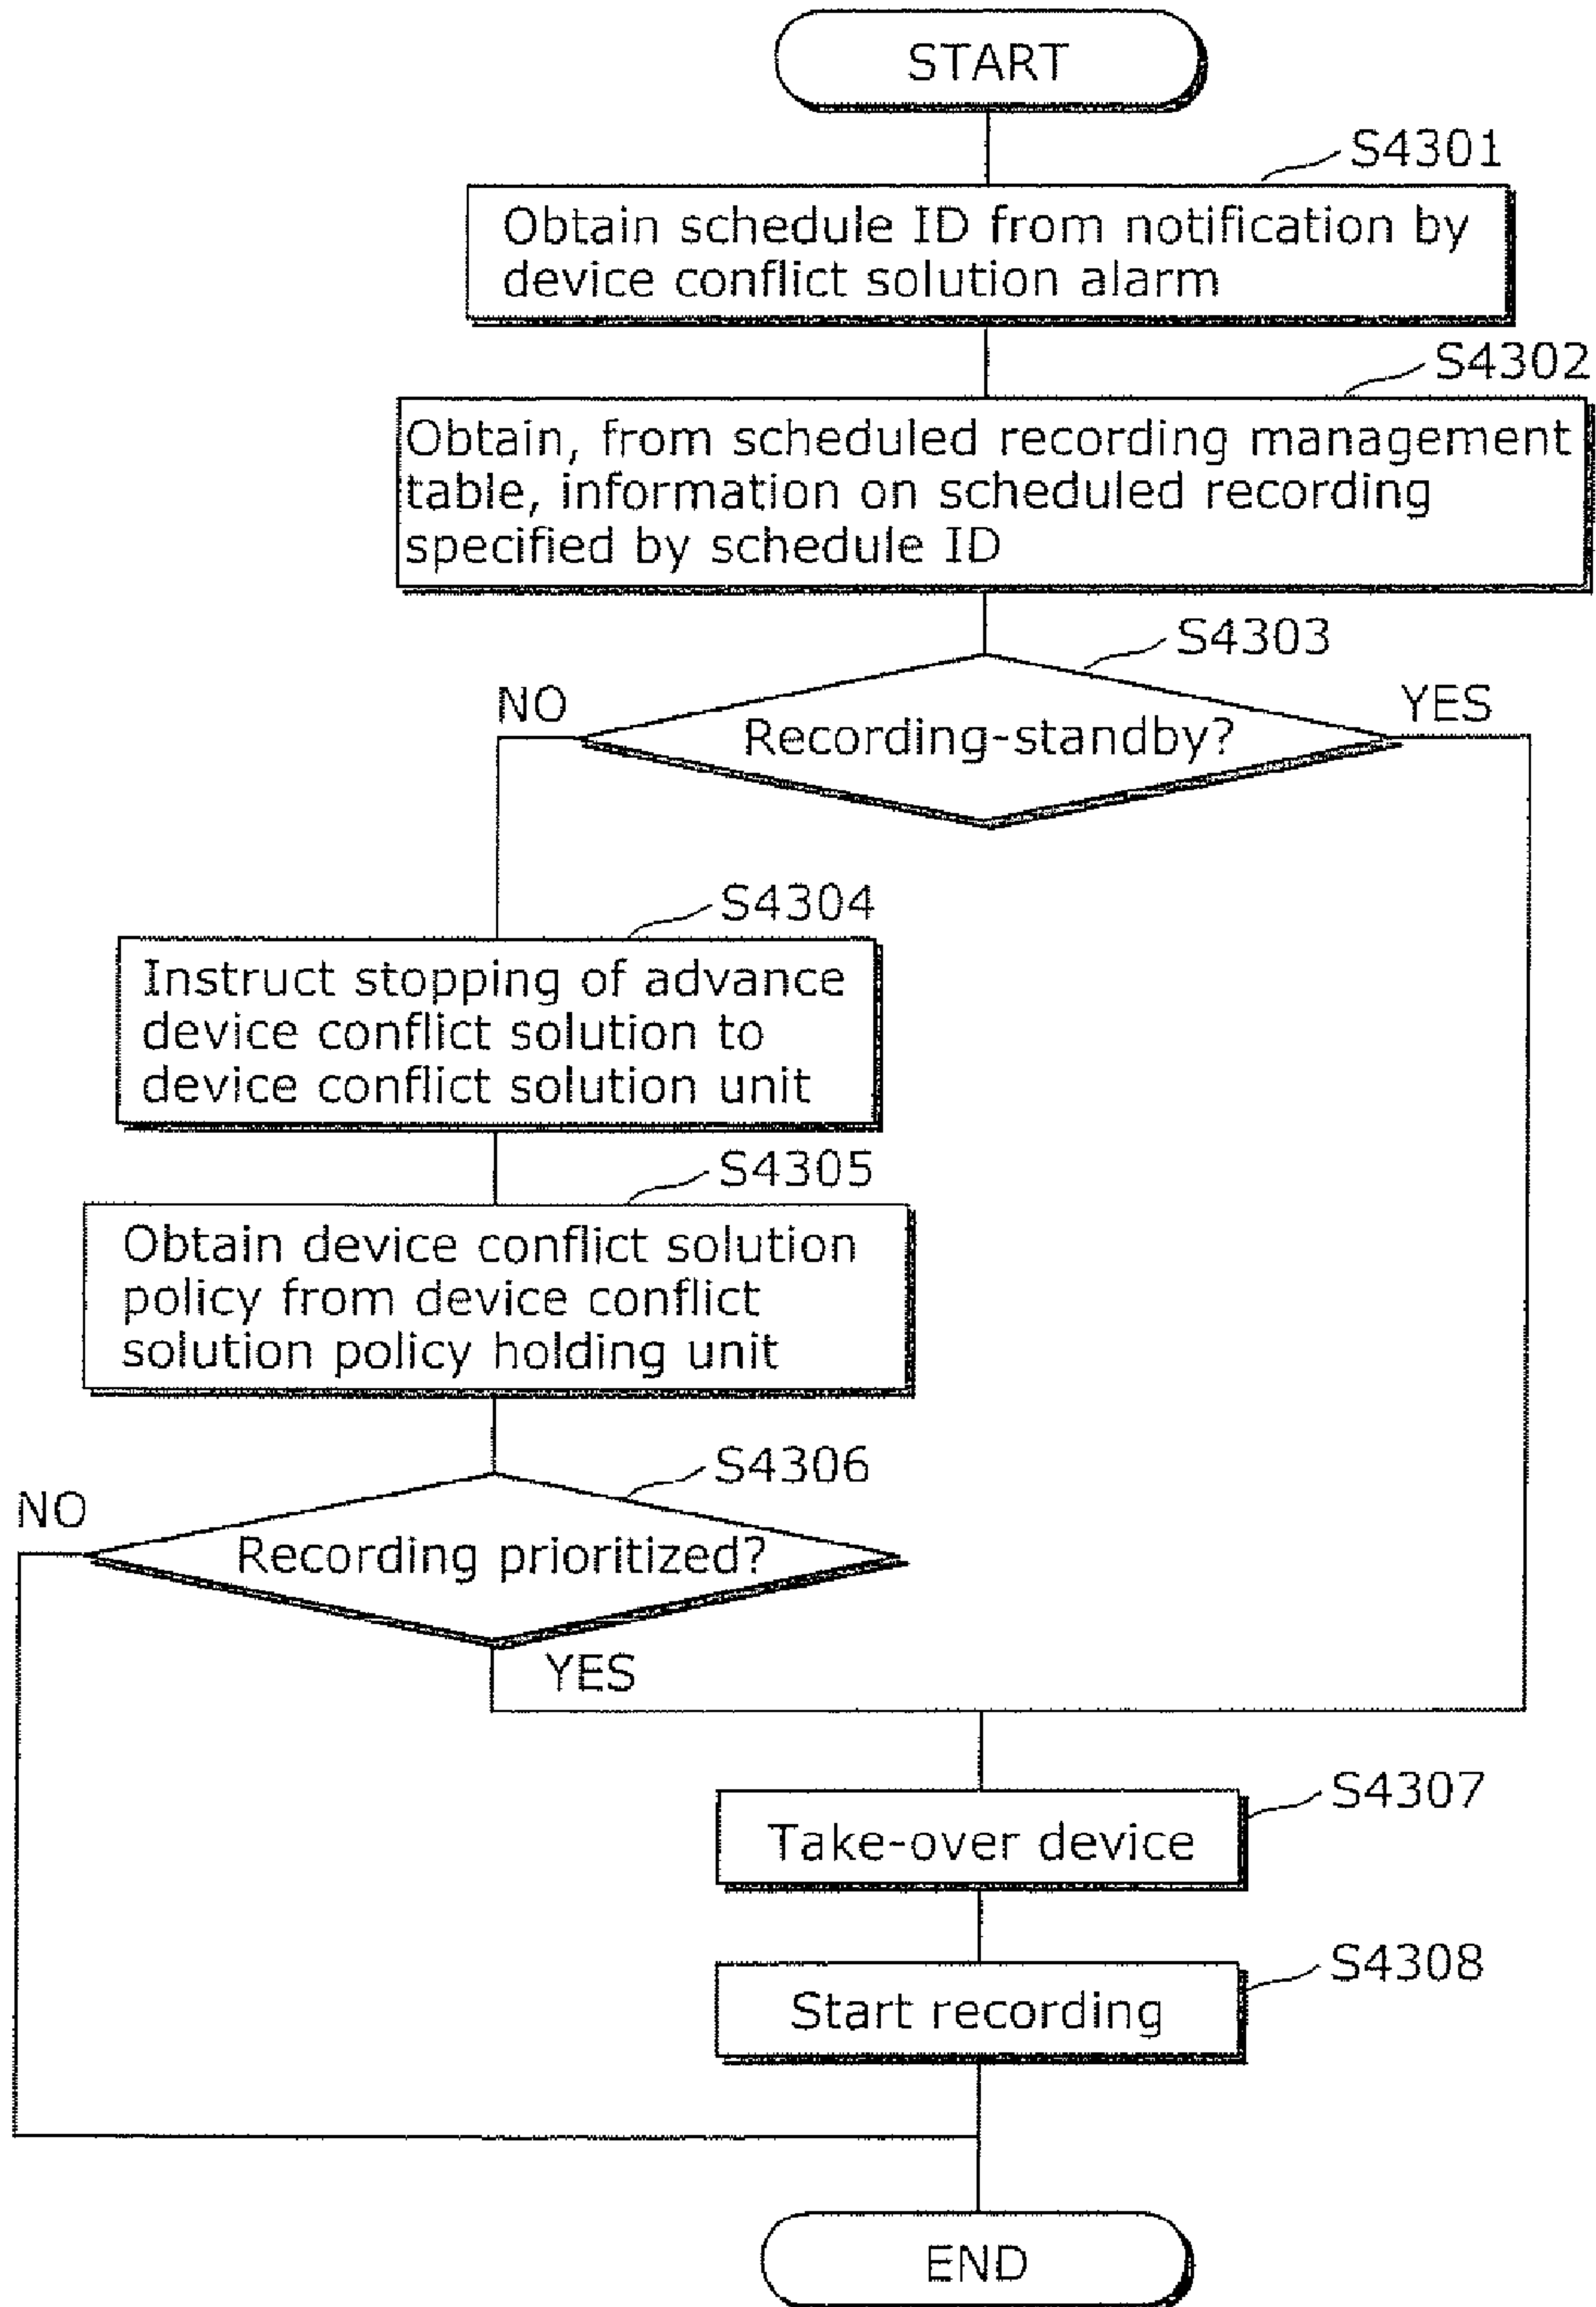 START
S4301
Obtain schedule ID from notification by
device conflict solution alarm
S4302
Obtain, from scheduled recording management
table, information on scheduled recording
specified by schedule ID
S4303
NO
YES
Recording-standby?
S4304
Instruct stopping of advance
device conflict solution to
device conflict solution unit
S4305
Obtain device conflict solution
policy from device conflict
solution policy holding unit
S4306
NO
Recording prioritized?
YES
S4307
Take-over device
S4308
Start recording
END